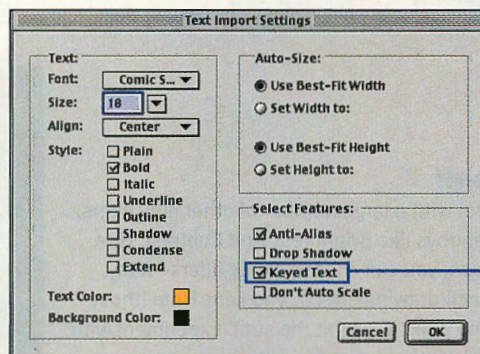 Text Import Settings
Text:
Font: Comic S...
Size: 18
Align: Center
Style: Plain
Bold
Italic
Underline
Outline
Shadow
Condense
Extend
Text Color:
Background Color:
Auto-Size:
Use Best-Fit Width
Set Width to:
Use Best-Fit Height
Set Height to:
Select Features:
Anti-Alias
Drop Shadow
Keyed Text
Don't Auto Scale
Cancel OK